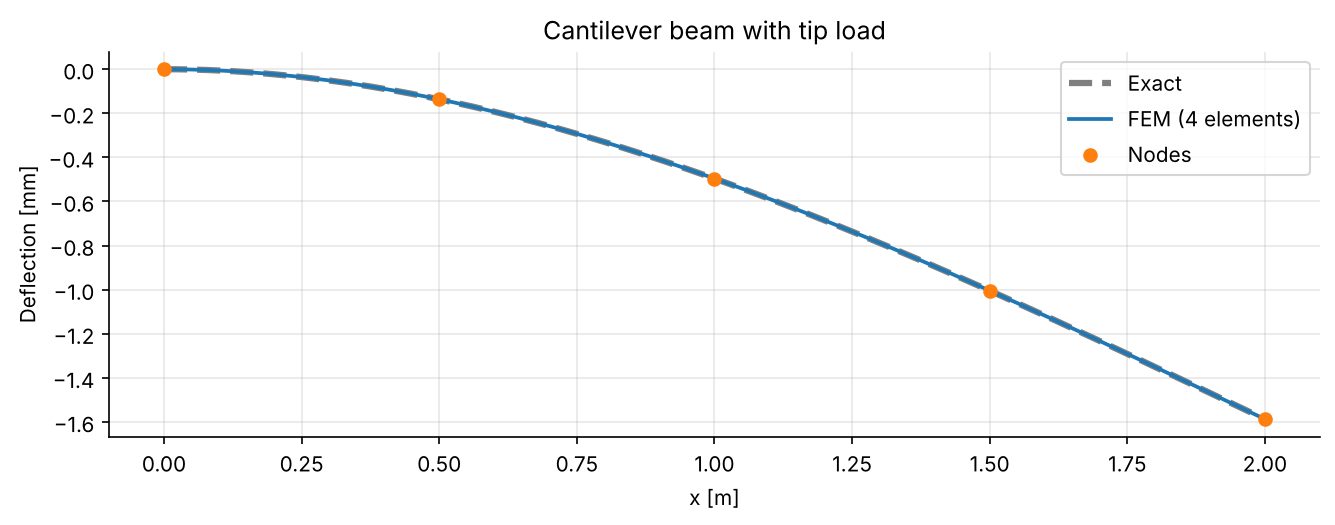 Cantilever beam with tip load
Exact
FEM (4 elements)
Nodes
Deflection [mm]
0.0
−0.2
−0.4
−0.6
−0.8
−1.0
−1.2
−1.4
−1.6
0.00 0.25 0.50 0.75 1.00 1.25 1.50 1.75 2.00
x [m]